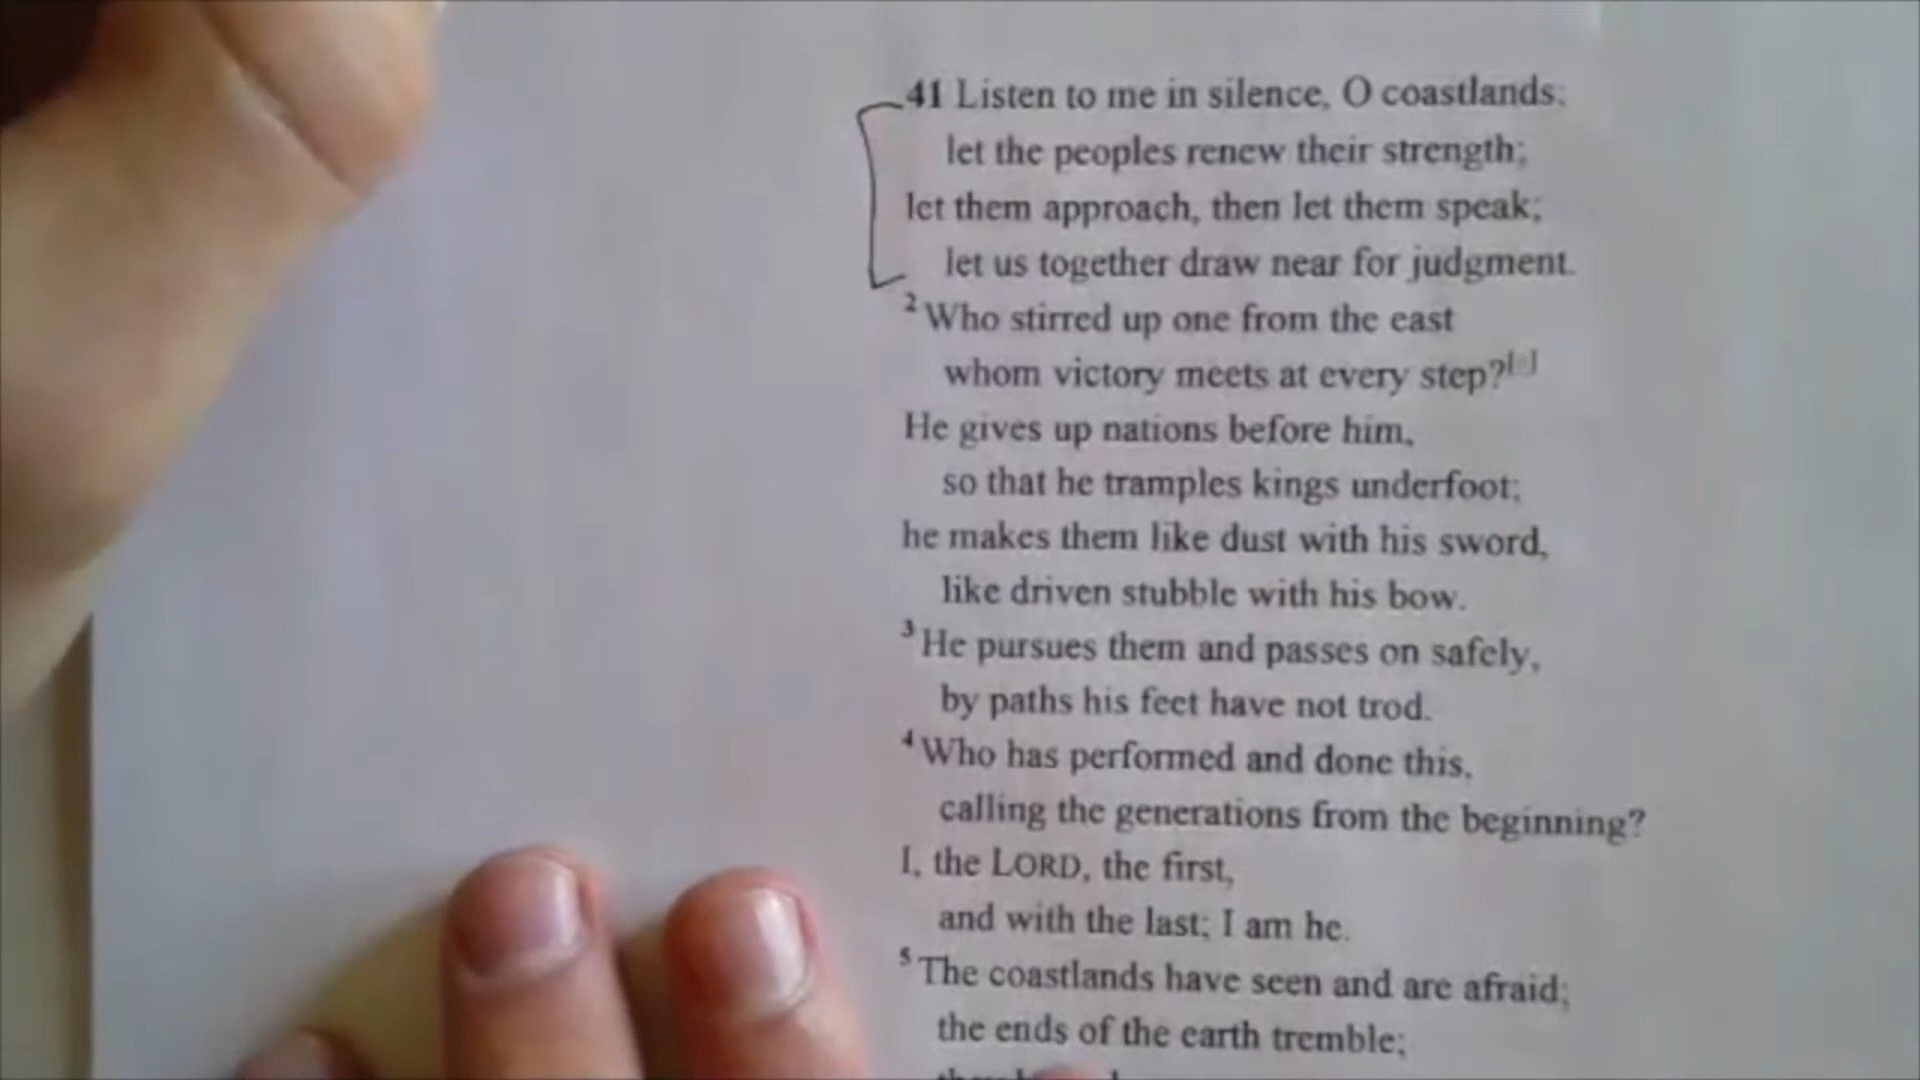 41 Listen to me in silence, O coastlands;
let the peoples renew their strength;
let them approach, then let them speak;
let us together draw near for judgment.
2 Who stirred up one from the east
whom victory meets at every step?
He gives up nations before him,
so that he tramples kings underfoot;
he makes them like dust with his sword,
like driven stubble with his bow.
3 He pursues them and passes on safely,
by paths his feet have not trod.
4 Who has performed and done this,
calling the generations from the beginning?
I, the LORD, the first,
and with the last; I am he.
5 The coastlands have seen and are afraid;
the ends of the earth tremble;